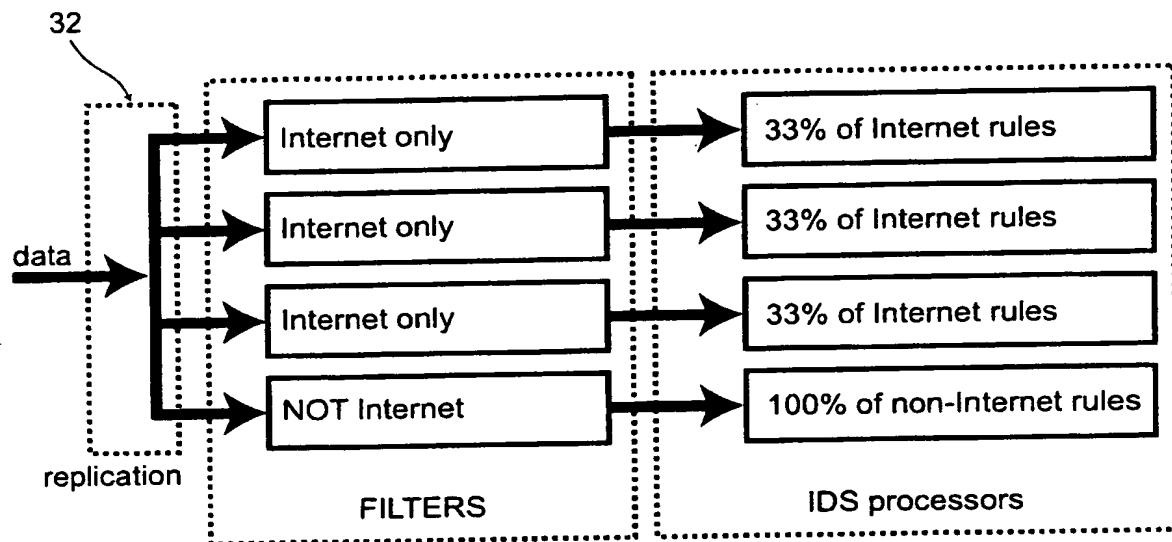 32
Internet only
33% of Internet rules
Internet only
33% of Internet rules
data
Internet only
33% of Internet rules
NOT Internet
100% of non-Internet rules
replication
FILTERS
IDS processors